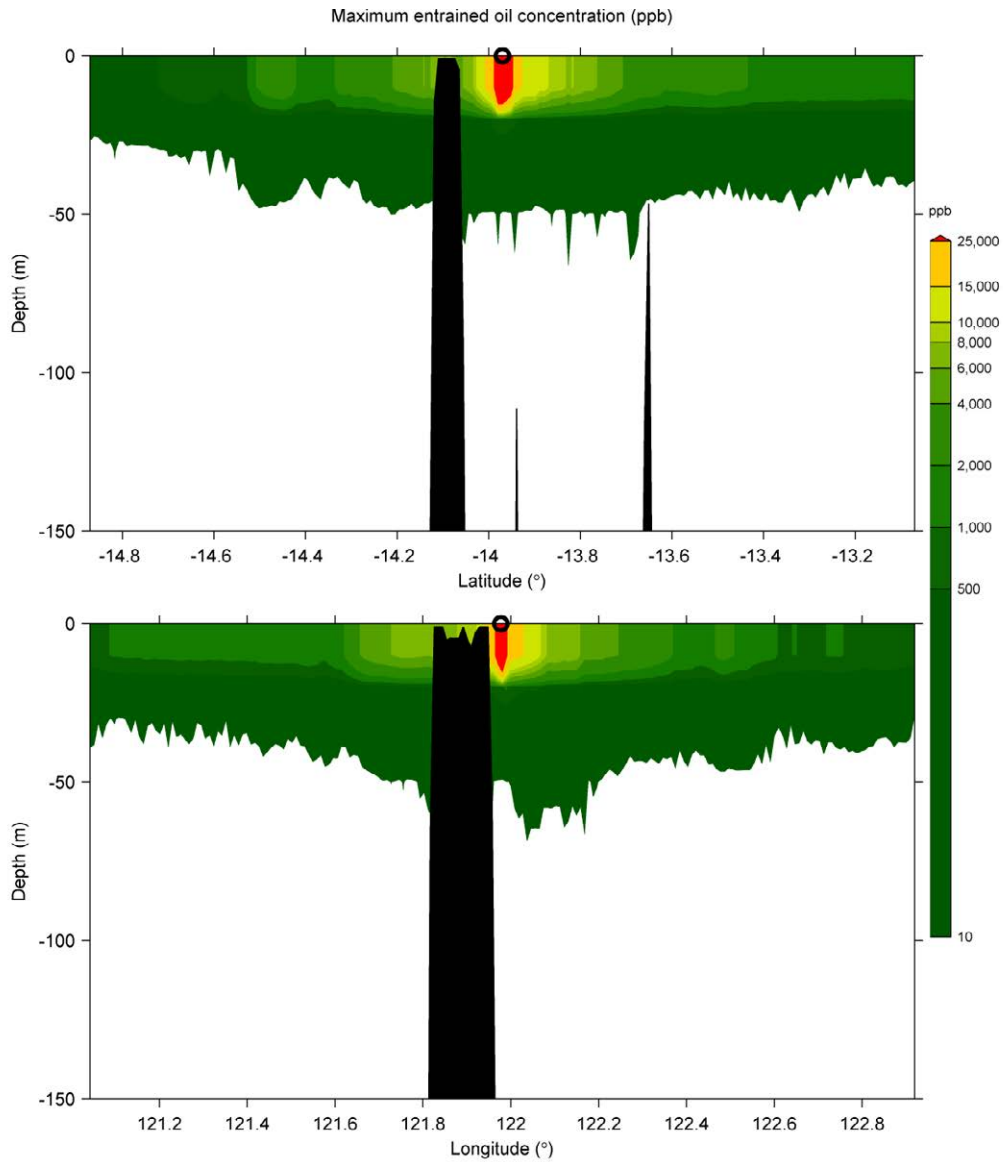 Maximum entrained oil concentration (ppb)
0
-50
-100
-150
Depth (m)
-14.8 -14.6 -14.4 -14.2 -14 -13.8 -13.6 -13.4 -13.2
Latitude (°)
ppb
25,000
15,000
10,000
8,000
6,000
4,000
2,000
1,000
500
10
0
-50
-100
-150
Depth (m)
121.2 121.4 121.6 121.8 122 122.2 122.4 122.6 122.8
Longitude (°)